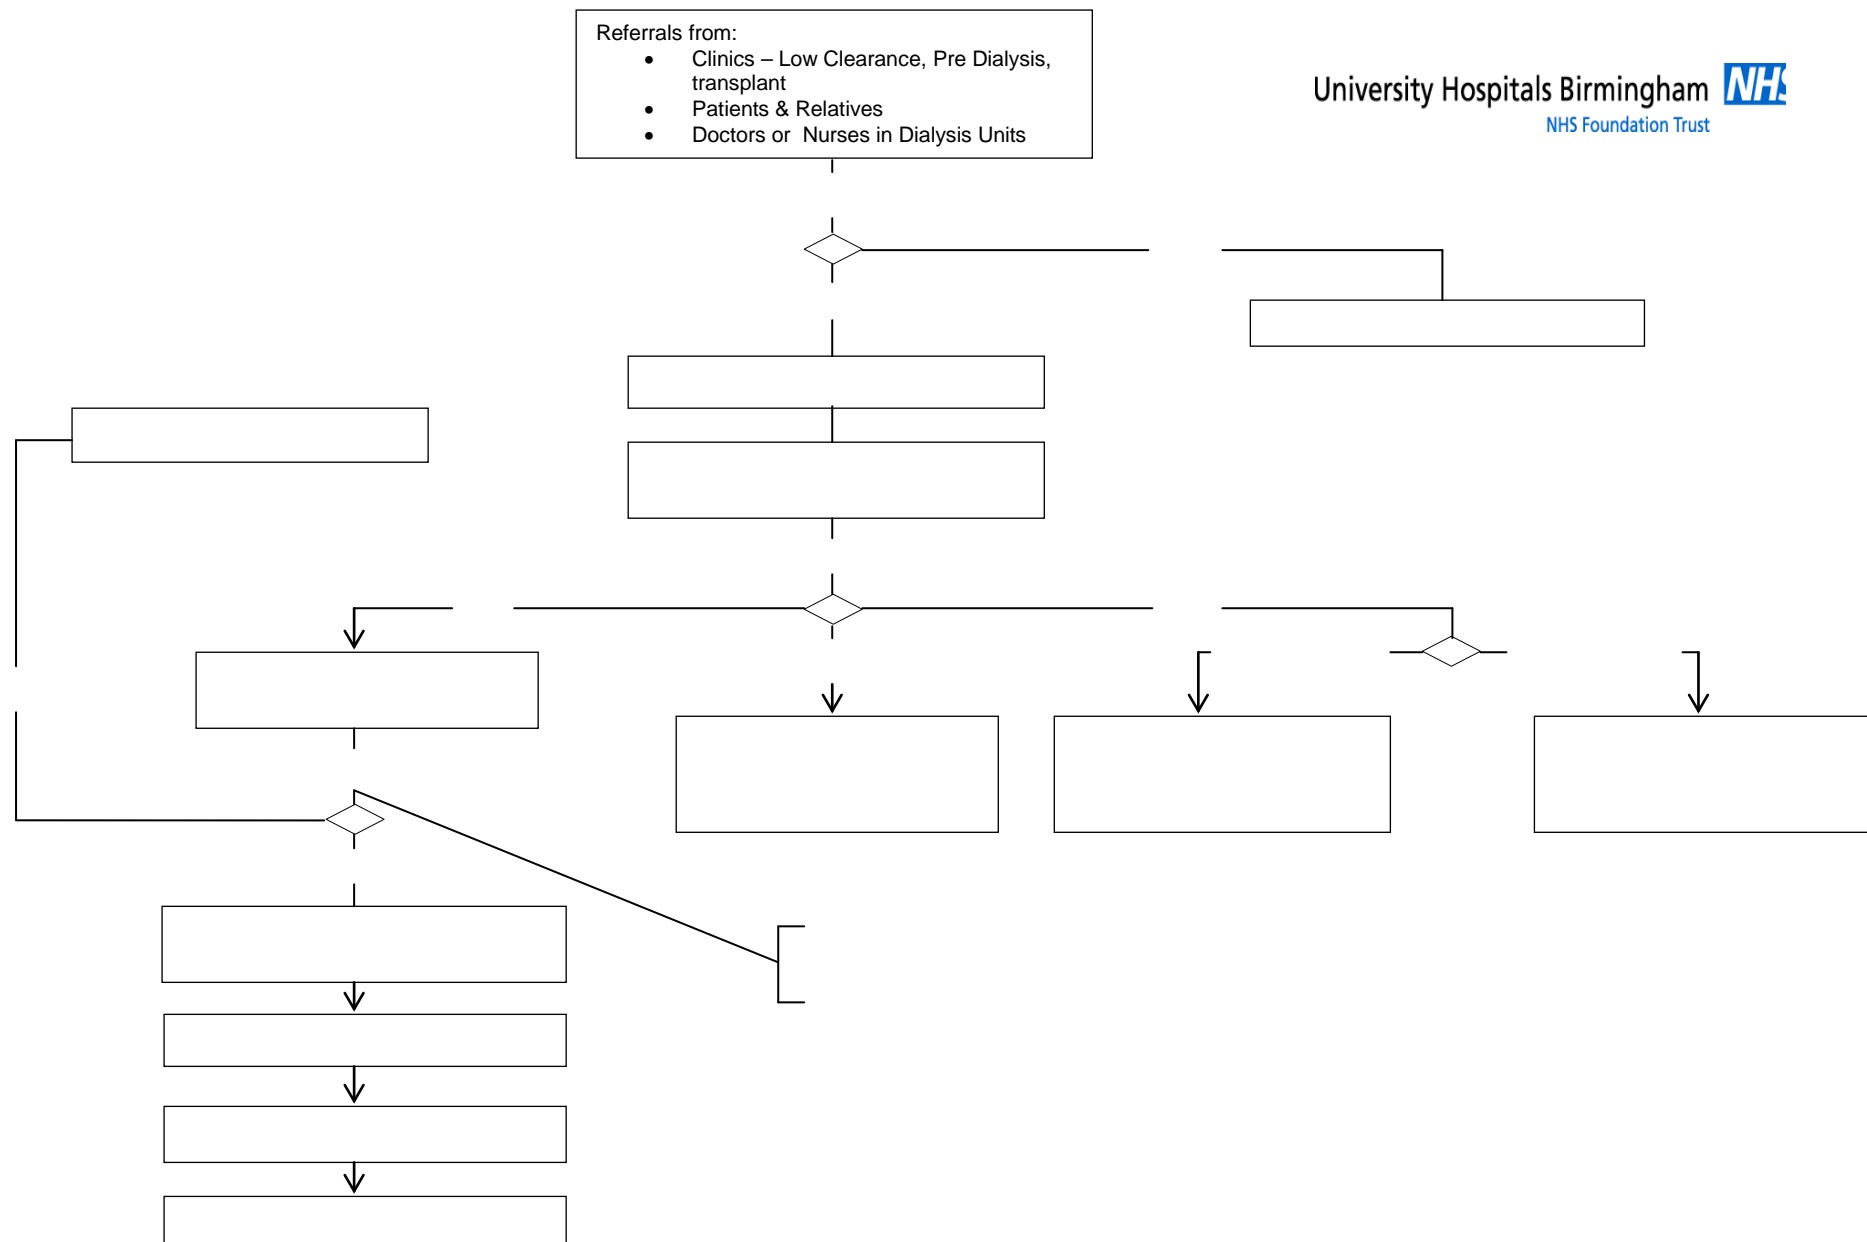 Referrals from:
• Clinics – Low Clearance, Pre Dialysis,
transplant
• Patients & Relatives
• Doctors or Nurses in Dialysis Units
University Hospitals Birmingham NHS
NHS Foundation Trust